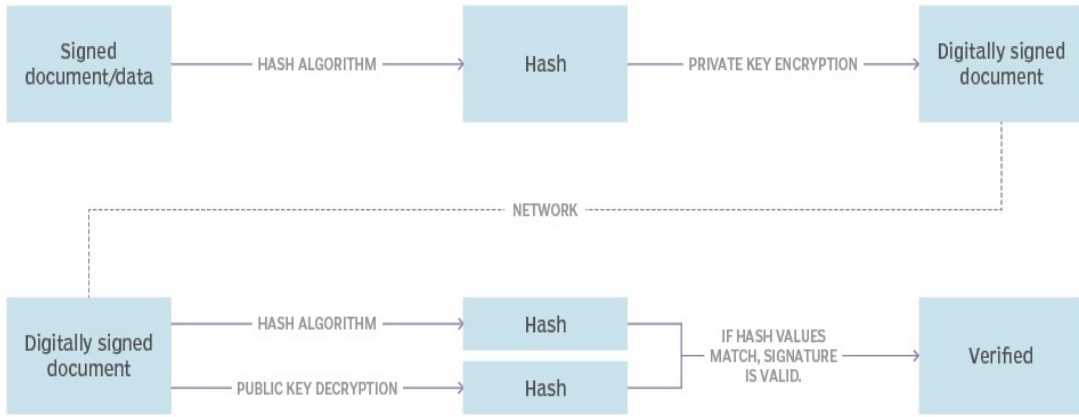 Signed
document/data
HASH ALGORITHM
Hash
PRIVATE KEY ENCRYPTION
Digitally signed
document
NETWORK
Digitally signed
document
HASH ALGORITHM
Hash
PUBLIC KEY DECRYPTION
Hash
IF HASH VALUES
MATCH, SIGNATURE
IS VALID.
Verified